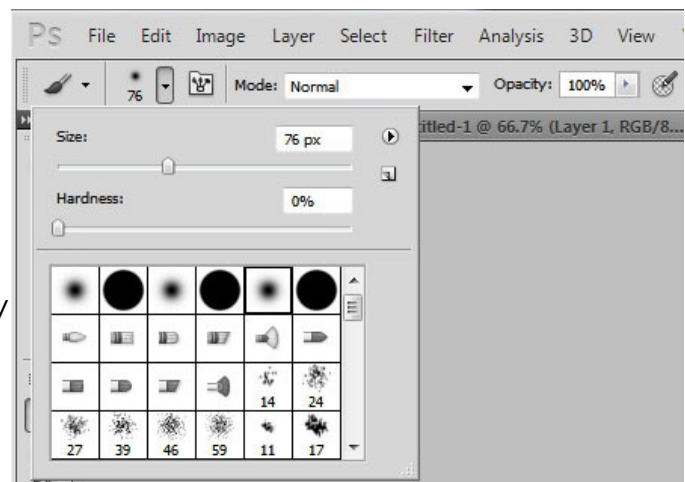 Ps File Edit Image Layer Select Filter Analysis 3D View
76 Mode: Normal Opacity: 100%
Size: 76 px
itled-1 @ 66.7% (Layer 1, RGB/8...
Hardness: 0%
14 24
27 39 46 59 11 17